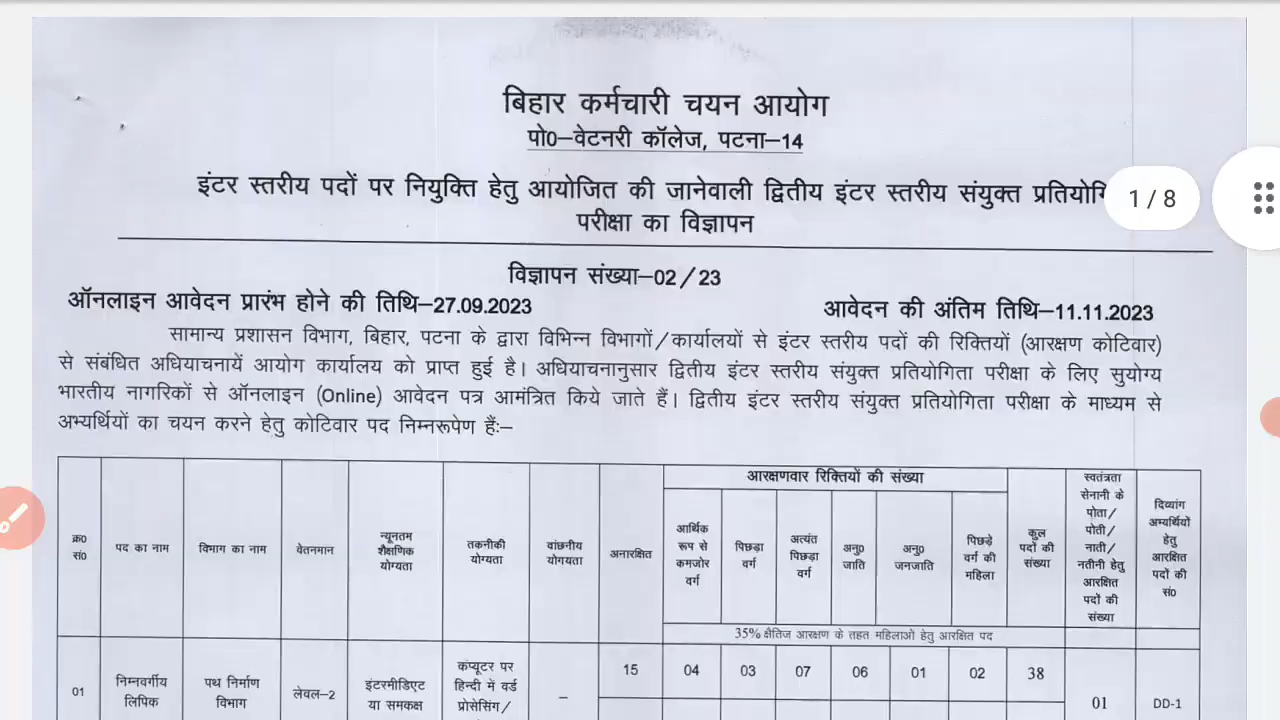 बिहार कर्मचारी चयन आयोग
पो0–वेटनरी कॉलेज, पटना–14
इंटर स्तरीय पदों पर नियुक्ति हेतु आयोजित की जानेवाली द्वितीय इंटर स्तरीय संयुक्त
1 / 8
परीक्षा का विज्ञापन
विज्ञापन संख्या–02/23
ऑनलाइन आवेदन प्रारंभ होने की तिथि–27.09.2023 आवेदन की अंतिम तिथि–11.11.2023
सामान्य प्रशासन विभाग, बिहार, पटना के द्वारा विभिन्न विभागों/कार्यालयों से इंटर स्तरीय पदों की रिक्तियों (आरक्षण कोटिवार)
से संबंधित अधियाचनायें आयोग कार्यालय को प्राप्त हुई है। अधियाचनानुसार द्वितीय इंटर स्तरीय संयुक्त प्रतियोगिता परीक्षा के लिए सुयोग्य
भारतीय नागरिकों से ऑनलाइन (Online) आवेदन पत्र आमंत्रित किये जाते हैं। द्वितीय इंटर स्तरीय संयुक्त प्रतियोगिता परीक्षा के माध्यम से
अभ्यर्थियों का चयन करने हेतु कोटिवार पद निम्नरूपेण हैं:–
क्र0
सं0
पद का नाम
विभाग का नाम
वेतनमान
न्यूनतम
शैक्षणिक
योग्यता
तकनीकी
योग्यता
वांछनीय
योगयता
अनारक्षित
आरक्षणवार रिक्तियों की संख्या
आर्थिक
रूप से
कमजोर
वर्ग
पिछड़ा
वर्ग
अत्यंत
पिछड़ा
वर्ग
अनु0
जाति
अनु0
जनजाति
पिछड़े
वर्ग की
महिला
कुल
पदों की
संख्या
स्वतंत्रता
सेनानी के
पोता/
पोती/
नाती/
नतीनी हेतु
आरक्षित
पदों की
संख्या
दिव्यांग
अभ्यर्थियों
हेतु
आरक्षित
पदों की
सं0
35% क्षैतिज आरक्षण के तहत महिलाओं हेतु आरक्षित पद
01
निम्नवर्गीय
लिपिक
पथ निर्माण
विभाग
लेवल–2
इंटरमीडिएट
या समकक्ष
कंप्यूटर पर
हिन्दी में वर्ड
प्रोसेसिंग/
–
15 04 03 07 06 01 02 38
01
DD-1